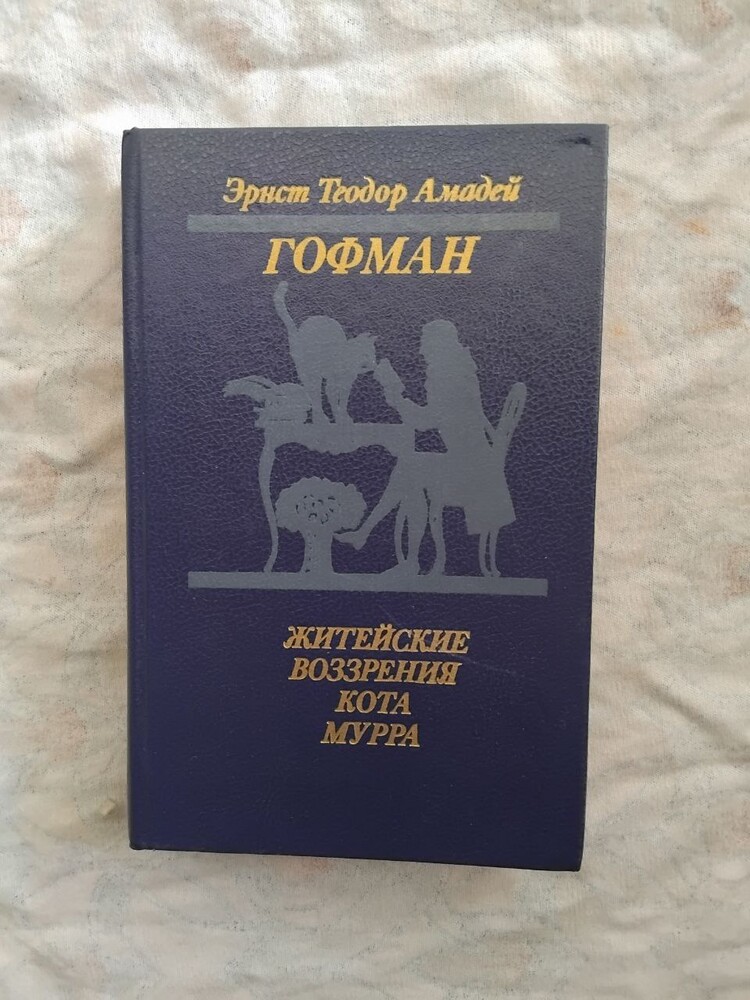 Эрнст Теодор Амадей
ГОФМАН
ЖИТЕЙСКИЕ
ВОЗЗРЕНИЯ
КОТА
МУРРА